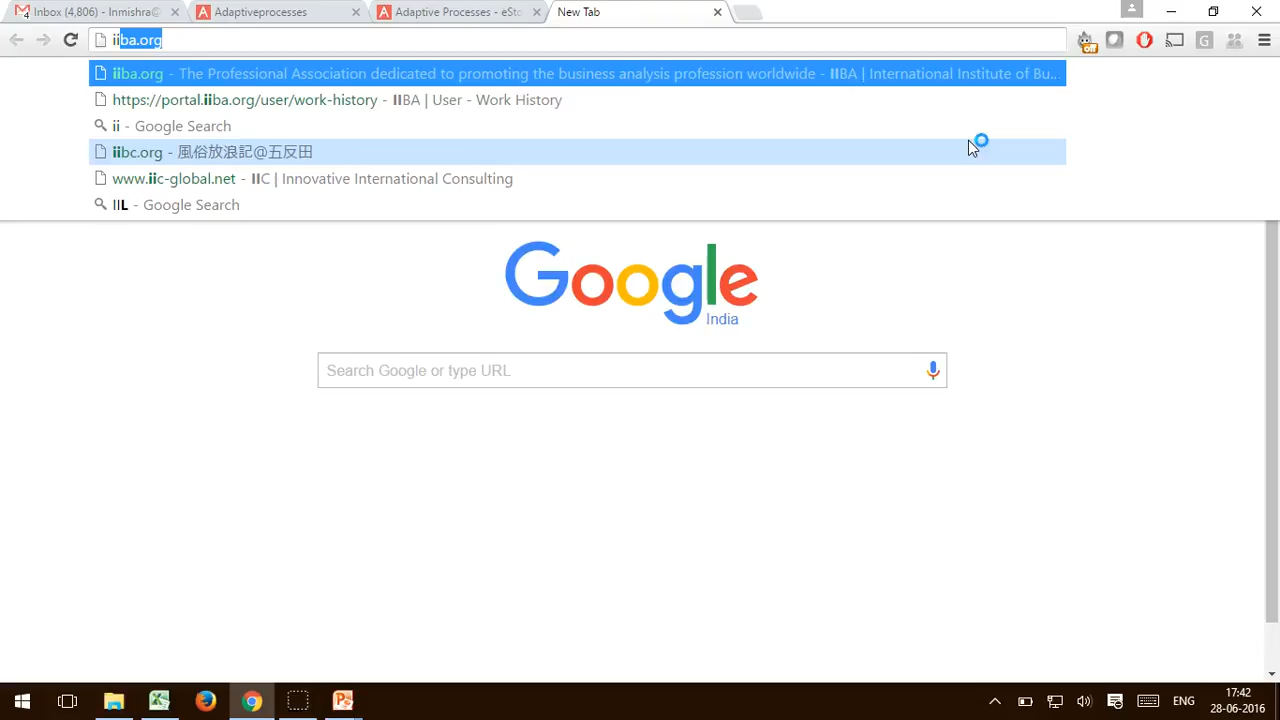 Inbox (4,806) - lnmishra@
Adaptiveprocesses
Adaptive Processes - eSto
New Tab
iiba.org
iiba.org - The Professional Association dedicated to promoting the business analysis profession worldwide - IIBA | International Institute of Bu...
https://portal.iiba.org/user/work-history - IIBA | User - Work History
ii - Google Search
iibc.org - 風俗放浪記@五反田
www.iic-global.net - IIC | Innovative International Consulting
IIL - Google Search
off
G
Google
India
Search Google or type URL
ENG
17:42
28-06-2016